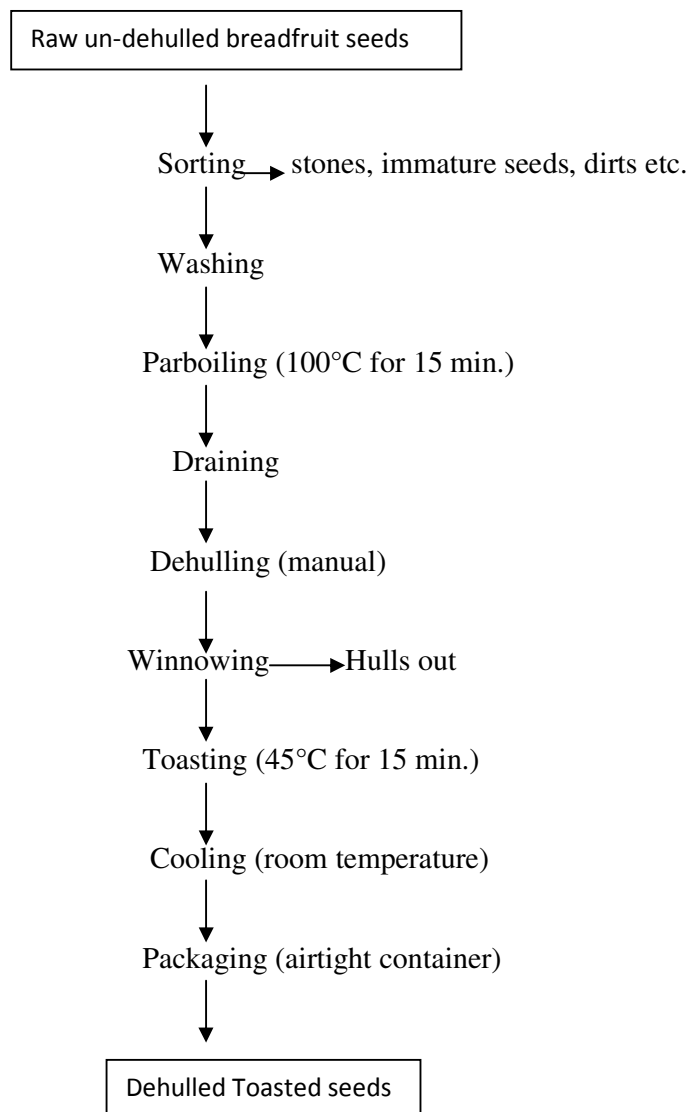 Raw un-dehulled breadfruit seeds
Sorting stones, immature seeds, dirts etc.
Washing
Parboiling (100°C for 15 min.)
Draining
Dehulling (manual)
Winnowing Hulls out
Toasting (45°C for 15 min.)
Cooling (room temperature)
Packaging (airtight container)
Dehulled Toasted seeds